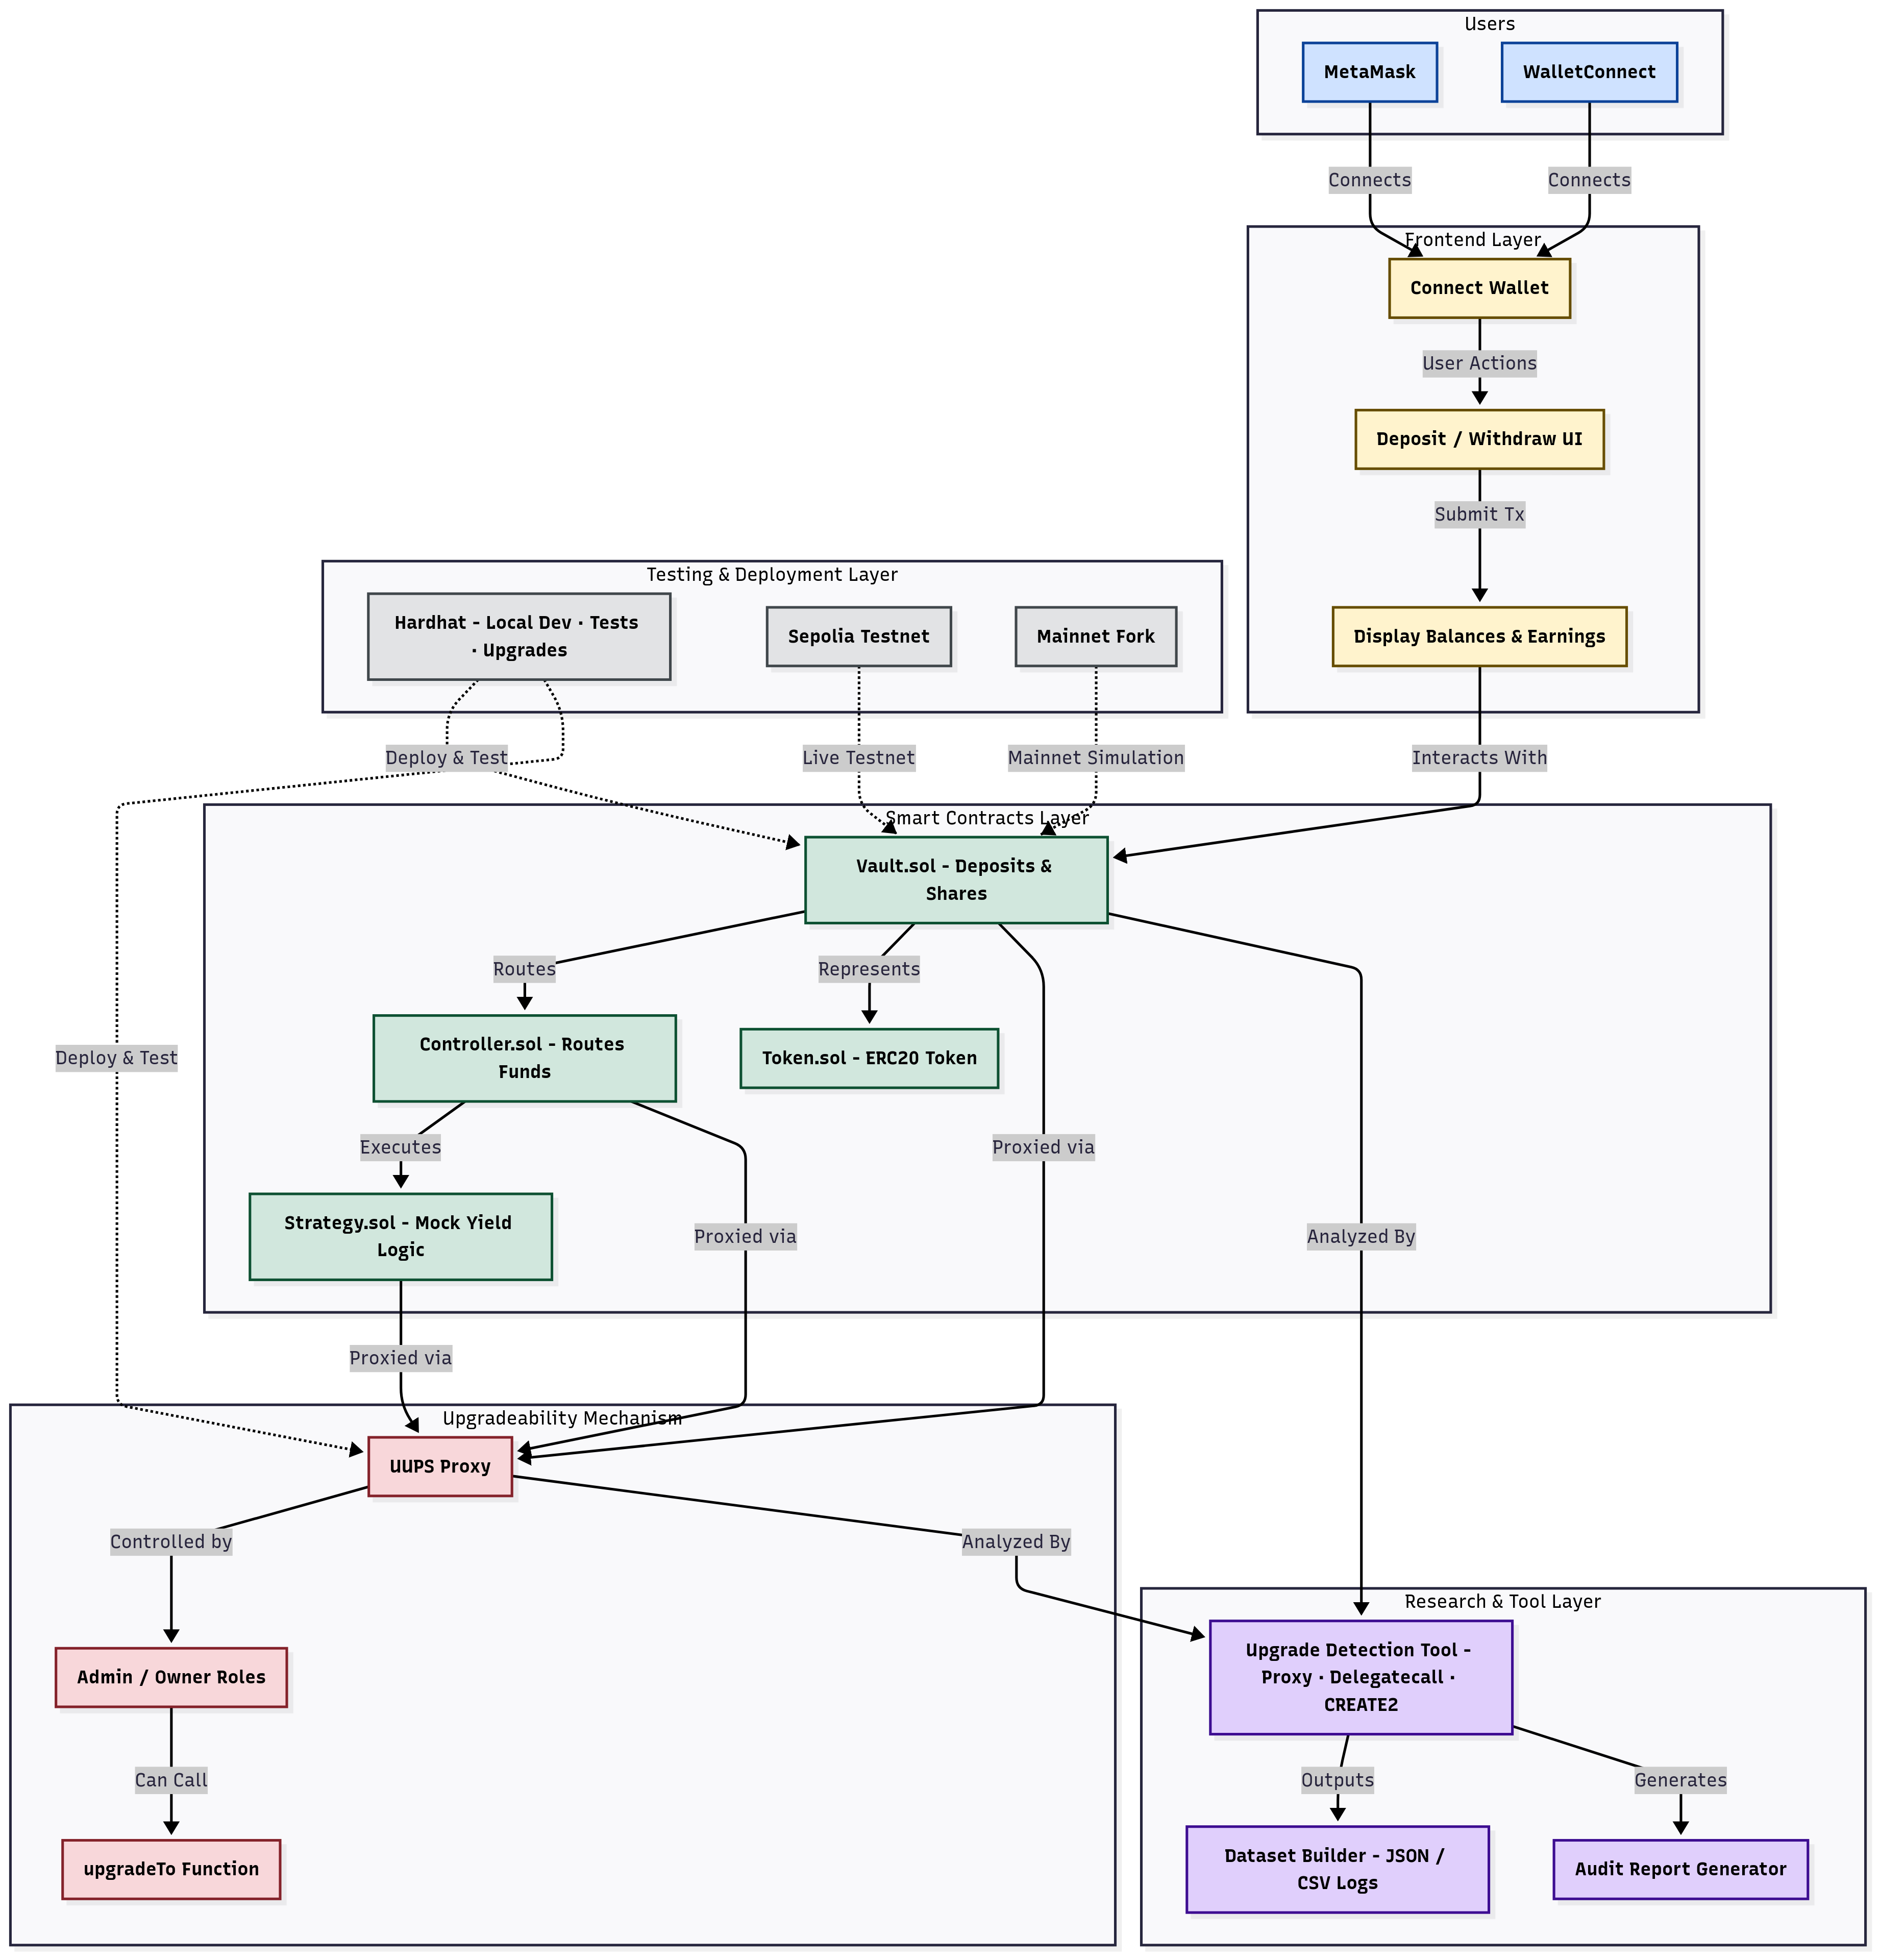 Users
MetaMask
WalletConnect
Connects
Connects
Frontend Layer
Connect Wallet
User Actions
Deposit / Withdraw UI
Submit Tx
Display Balances & Earnings
Interacts With
Testing & Deployment Layer
Hardhat - Local Dev · Tests
· Upgrades
Sepolia Testnet
Mainnet Fork
Deploy & Test
Live Testnet
Mainnet Simulation
Smart Contracts Layer
Vault.sol - Deposits &
Shares
Routes
Represents
Controller.sol - Routes
Funds
Token.sol - ERC20 Token
Deploy & Test
Executes
Proxied via
Strategy.sol - Mock Yield
Logic
Proxied via
Analyzed By
Proxied via
Upgradeability Mechanism
UUPS Proxy
Controlled by
Analyzed By
Admin / Owner Roles
Can Call
upgradeTo Function
Research & Tool Layer
Upgrade Detection Tool -
Proxy · Delegatecall ·
CREATE2
Outputs
Generates
Dataset Builder - JSON /
CSV Logs
Audit Report Generator